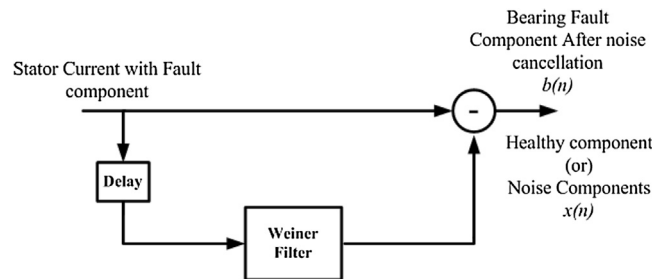 Bearing Fault
Component After noise
cancellation
b(n)
Stator Current with Fault
component
-
Healthy component
(or)
Noise Components
x(n)
Delay
Weiner
Filter